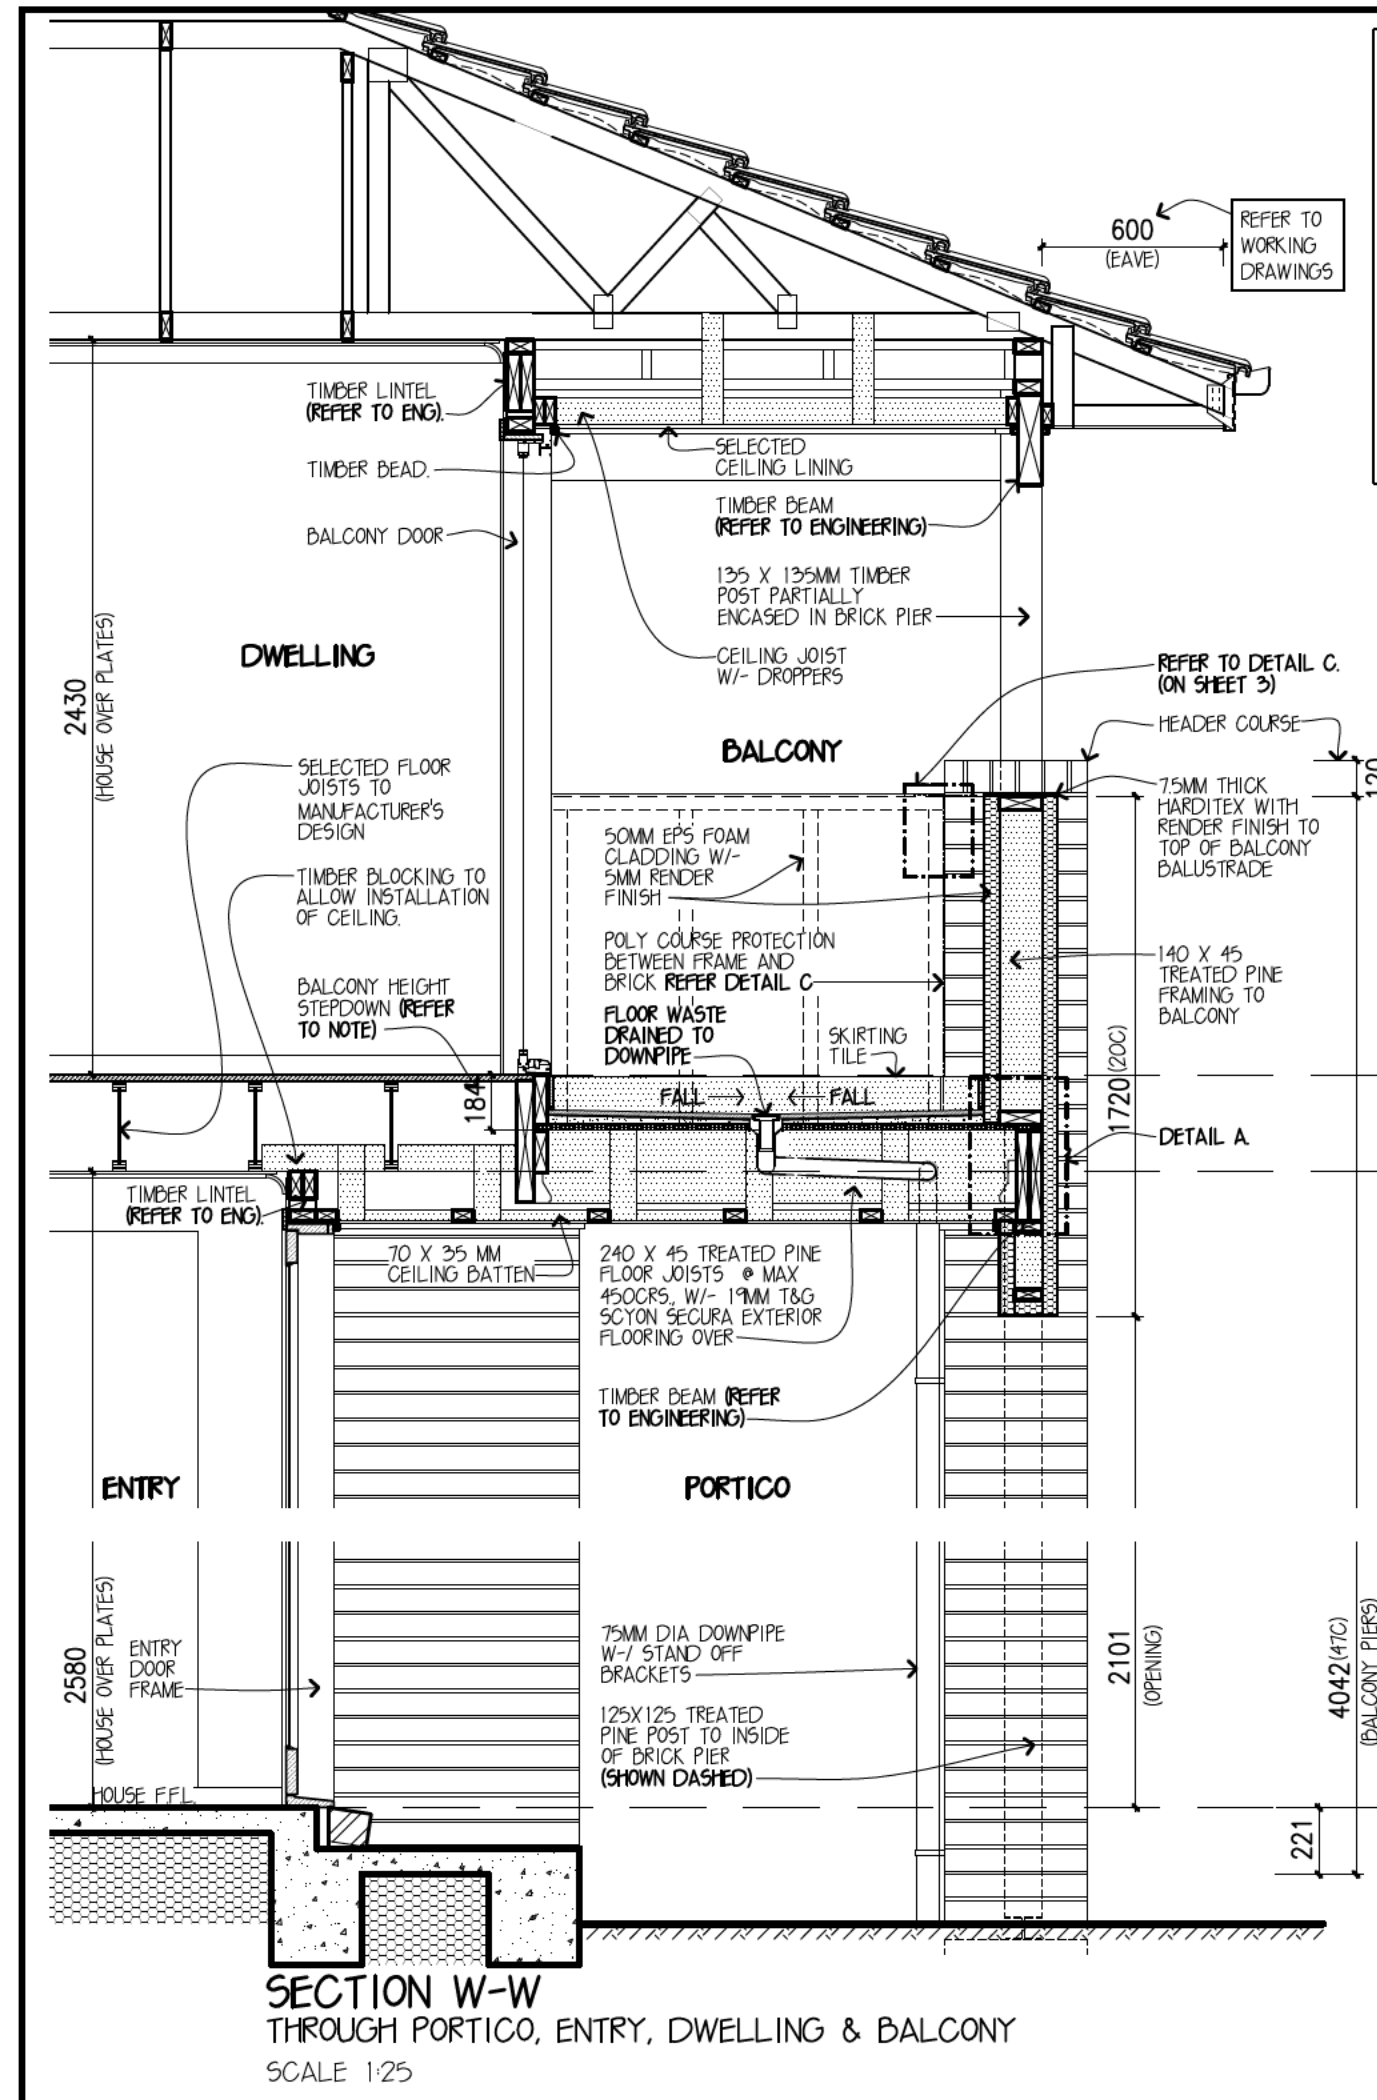 600
(EAVE)
REFER TO
WORKING
DRAWINGS
TIMBER LINTEL
(REFER TO ENG).
TIMBER BEAD.
BALCONY DOOR
SELECTED
CEILING LINING
TIMBER BEAM
(REFER TO ENGINEERING)
135 X 135MM TIMBER
POST PARTIALLY
ENCASED IN BRICK PIER
CEILING JOIST
W/- DROPPERS
DWELLING
2430
(HOUSE OVER PLATES)
BALCONY
REFER TO DETAIL C.
(ON SHEET 3)
HEADER COURSE
120
7.5MM THICK
HARDITEX WITH
RENDER FINISH TO
TOP OF BALCONY
BALUSTRADE
SELECTED FLOOR
JOISTS TO
MANUFACTURER'S
DESIGN
TIMBER BLOCKING TO
ALLOW INSTALLATION
OF CEILING.
BALCONY HEIGHT
STEPDOWN (REFER
TO NOTE)
50MM EPS FOAM
CLADDING W/-
5MM RENDER
FINISH
POLY COURSE PROTECTION
BETWEEN FRAME AND
BRICK REFER DETAIL C
FLOOR WASTE
DRAINED TO
DOWNPIPE
SKIRTING
TILE
140 X 45
TREATED PINE
FRAMING TO
BALCONY
1720 (20C)
184
FALL
FALL
DETAIL A.
TIMBER LINTEL
(REFER TO ENG).
70 X 35 MM
CEILING BATTEN
240 X 45 TREATED PINE
FLOOR JOISTS @ MAX
450CRS., W/- 19MM T&G
SCYON SECURA EXTERIOR
FLOORING OVER
TIMBER BEAM (REFER
TO ENGINEERING)
ENTRY
PORTICO
2580
(HOUSE OVER PLATES)
ENTRY
DOOR
FRAME
HOUSE F.F.L.
75MM DIA DOWNPIPE
W-/ STAND OFF
BRACKETS
125X125 TREATED
PINE POST TO INSIDE
OF BRICK PIER
(SHOWN DASHED)
2101
(OPENING)
4042 (47C)
(BALCONY PIERS)
221
SECTION W-W
THROUGH PORTICO, ENTRY, DWELLING & BALCONY
SCALE 1:25